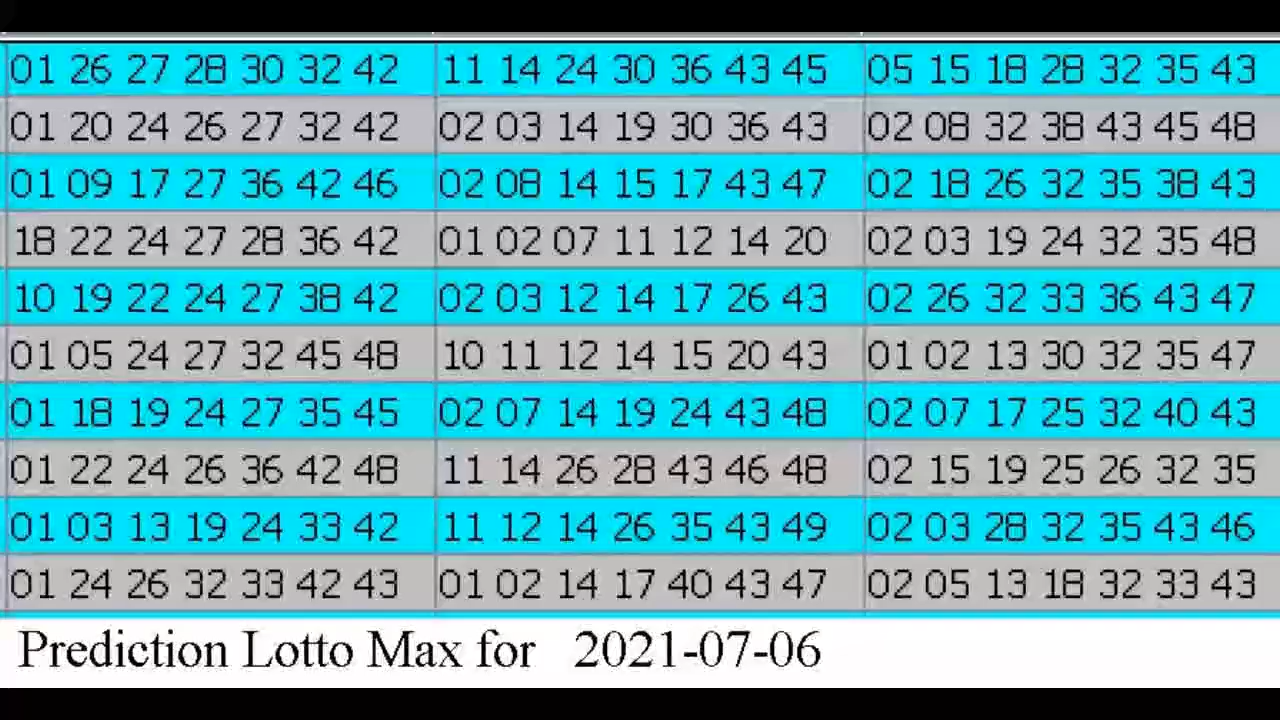 01 26 27 28 30 32 42 11 14 24 30 36 43 45 05 15 18 28 32 35 43
01 20 24 26 27 32 42 02 03 14 19 30 36 43 02 08 32 38 43 45 48
01 09 17 27 36 42 46 02 08 14 15 17 43 47 02 18 26 32 35 38 43
18 22 24 27 28 36 42 01 02 07 11 12 14 20 02 03 19 24 32 35 48
10 19 22 24 27 38 42 02 03 12 14 17 26 43 02 26 32 33 36 43 47
01 05 24 27 32 45 48 10 11 12 14 15 20 43 01 02 13 30 32 35 47
01 18 19 24 27 35 45 02 07 14 19 24 43 48 02 07 17 25 32 40 43
01 22 24 26 36 42 48 11 14 26 28 43 46 48 02 15 19 25 26 32 35
01 03 13 19 24 33 42 11 12 14 26 35 43 49 02 03 28 32 35 43 46
01 24 26 32 33 42 43 01 02 14 17 40 43 47 02 05 13 18 32 33 43
Prediction Lotto Max for 2021-07-06